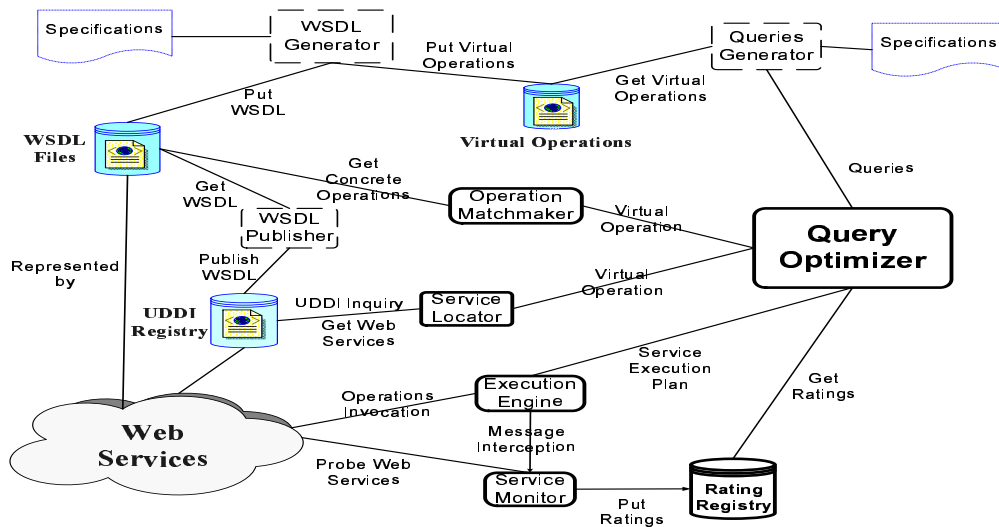 Specifications
WSDL
Generator
Put Virtual
Operations
Queries
Generator
Specifications
Put
WSDL
Get Virtual
Operations
WSDL
Files
Virtual Operations
Get
WSDL
Get
Concrete
Operations
Queries
Operation
Matchmaker
WSDL
Publisher
Virtual
Operation
Query
Optimizer
Represented
by
Publish
WSDL
UDDI
Registry
UDDI Inquiry
Get Web
Services
Service
Locator
Virtual
Operation
Service
Execution
Plan
Get
Ratings
Operations
Invocation
Execution
Engine
Web
Services
Message
Interception
Probe Web
Services
Service
Monitor
Put
Ratings
Rating
Registry